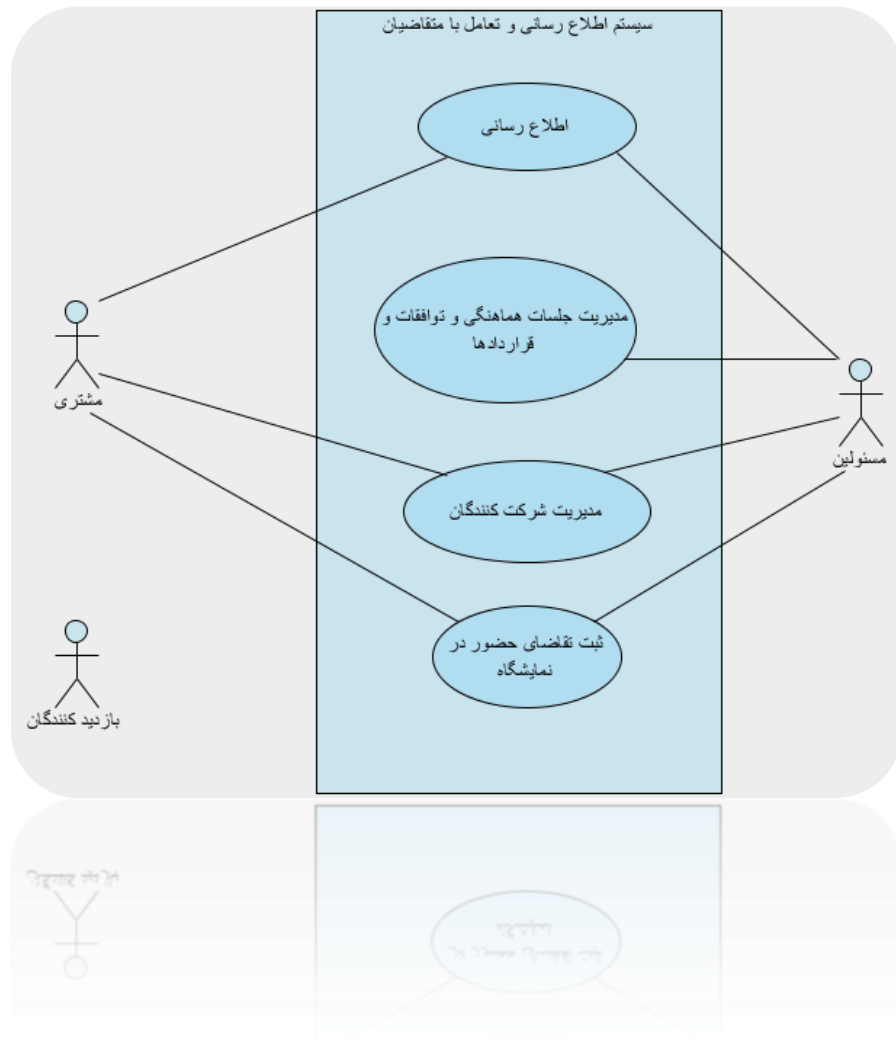 سیستم اطلاع رسانی و تعامل با متقاضیان
اطلاع رسانی
مدیریت جلسات هماهنگی و توافقات و
قراردادها
مشتری
مسئولین
مدیریت شرکت کنندگان
ثبت تقاضای حضور در
نمایشگاه
بازدید کنندگان